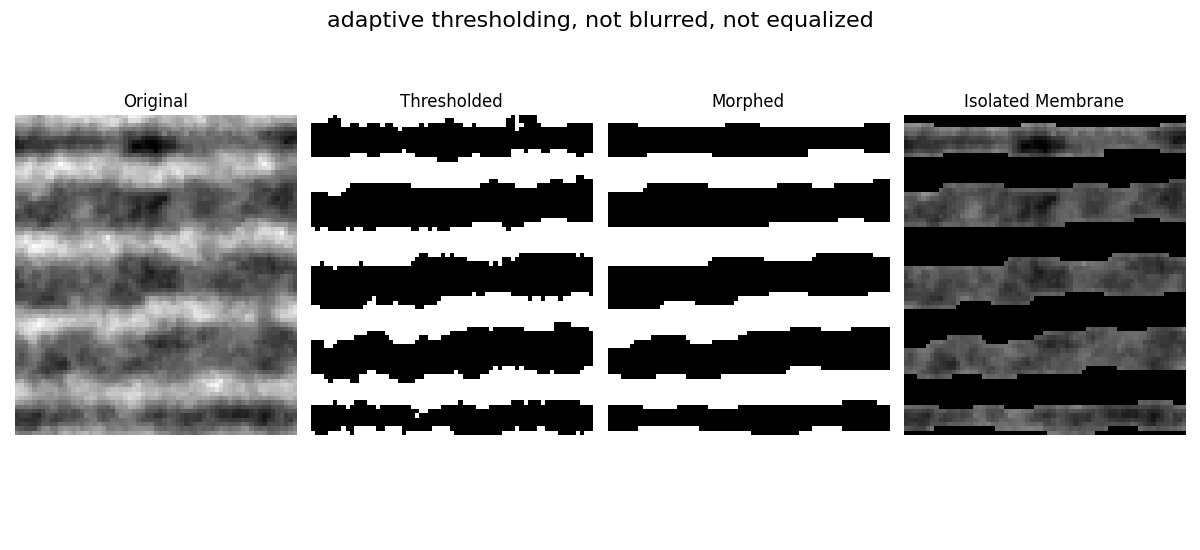 adaptive thresholding, not blurred, not equalized
Original
Thresholded
Morphed
Isolated Membrane